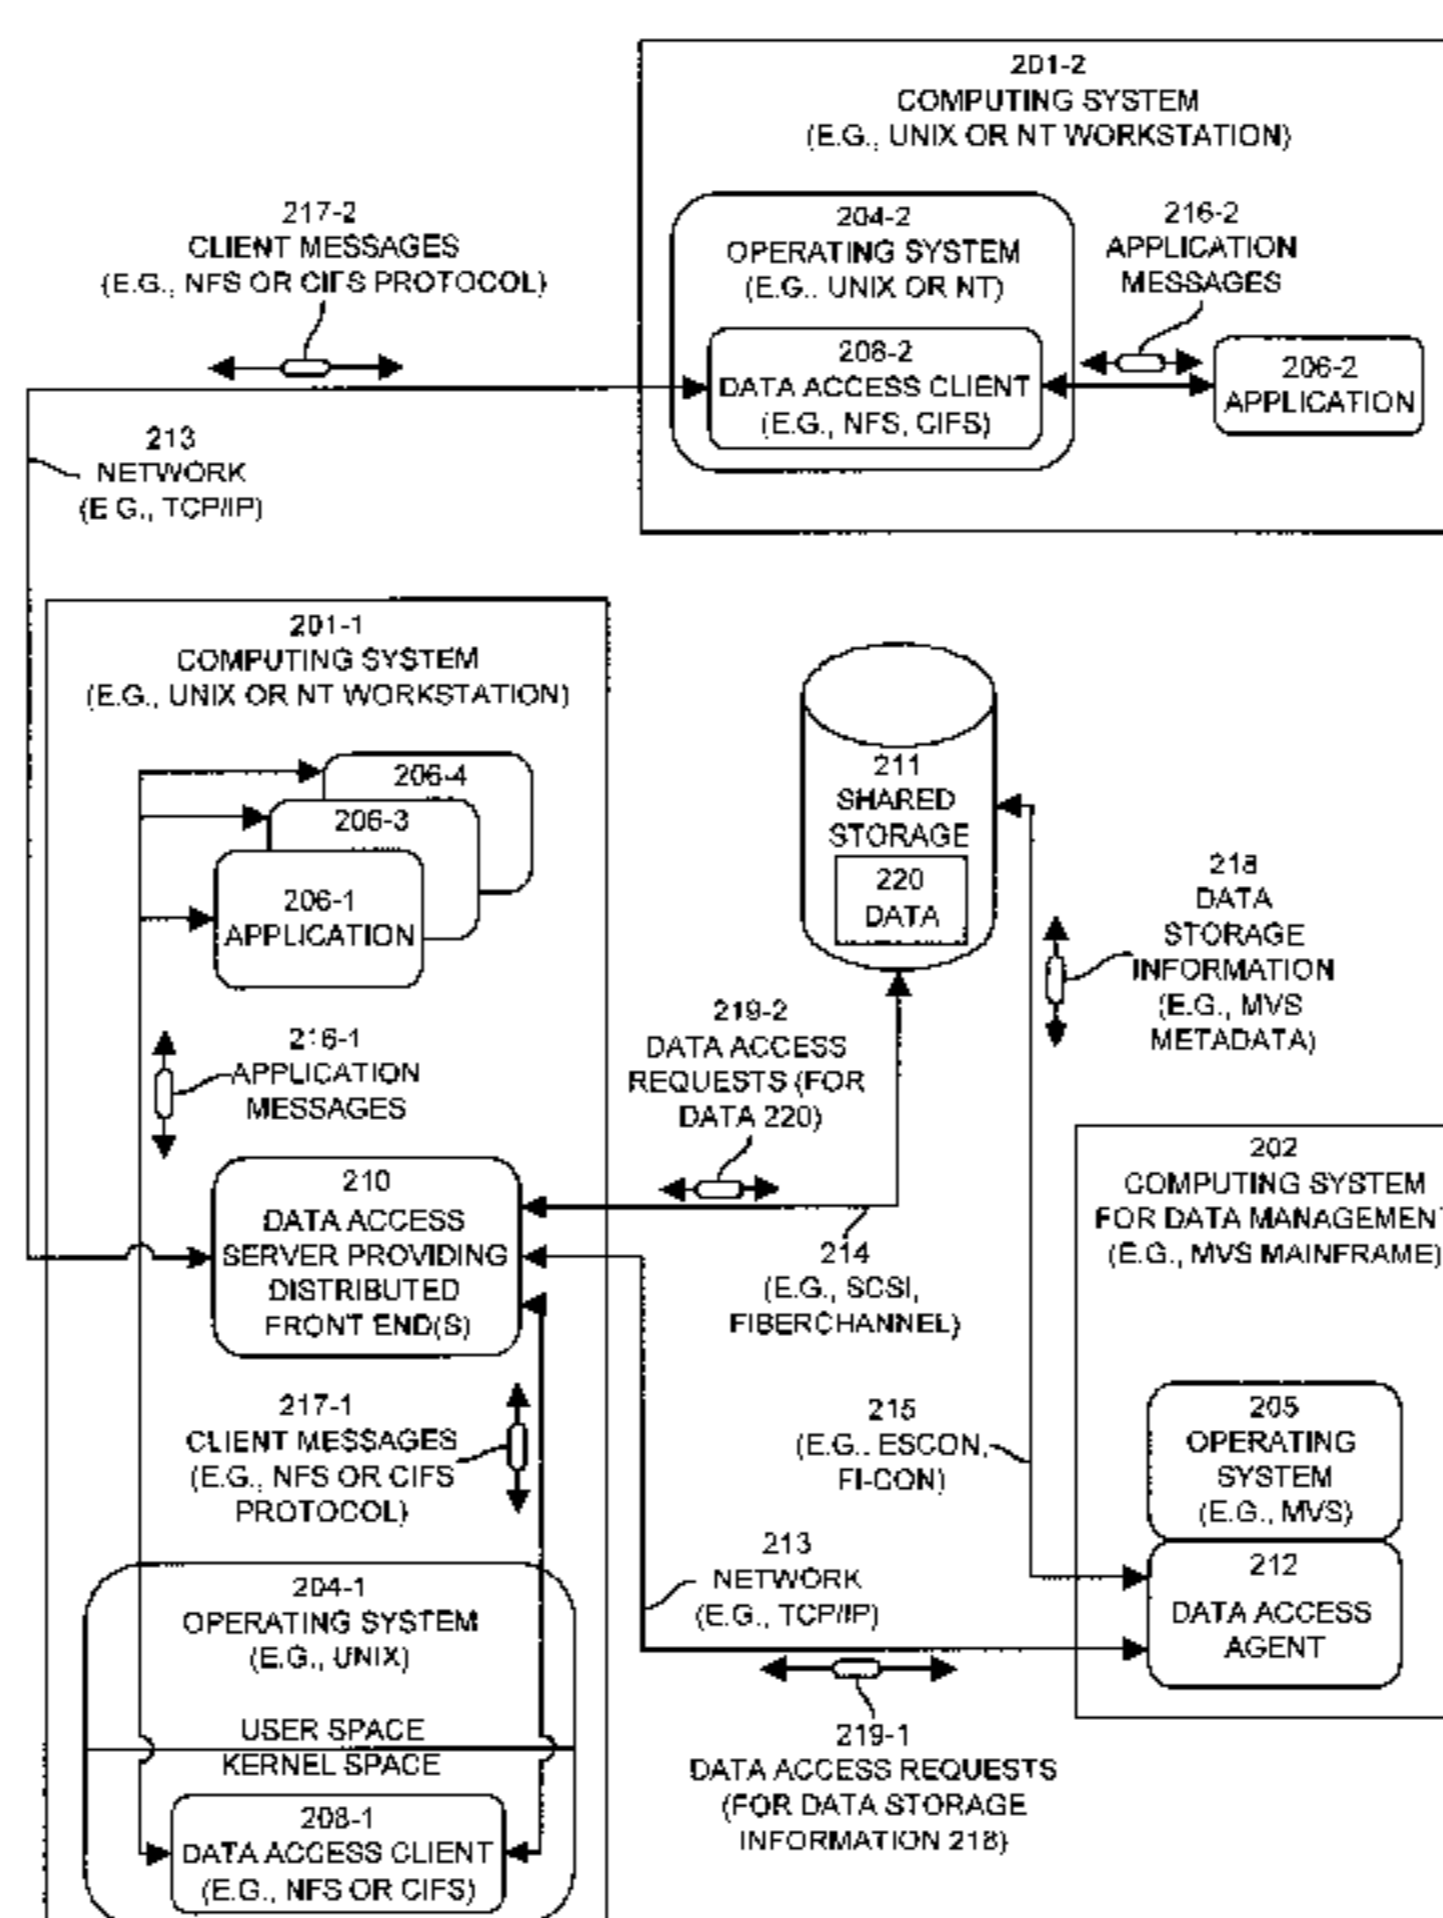 201-2
COMPUTING SYSTEM
(E.G., UNIX OR NT WORKSTATION)
217-2
CLIENT MESSAGES
(E.G., NFS OR CIFS PROTOCOL)
204-2
OPERATING SYSTEM
(E.G.. UNIX OR NT)
216-2
APPLICATION
MESSAGES
208-2
DATA ACCESS CLIENT
(E.G., NFS, CIFS)
206-2
APPLICATION
213
NETWORK
(E G., TCP/IP)
201-1
COMPUTING SYSTEM
(E.G., UNIX OR NT WORKSTATION)
206-4
206-3
206-1
APPLICATION
211
SHARED
STORAGE
220
DATA
218
DATA
STORAGE
INFORMATION
(E.G., MVS
METADATA)
216-1
APPLICATION
MESSAGES
219-2
DATA ACCESS
REQUESTS (FOR
DATA 220)
210
DATA ACCESS
SERVER PROVIDING
DISTRIBUTED
FRONT END(S)
214
(E.G., SCSI,
FIBERCHANNEL)
202
COMPUTING SYSTEM
FOR DATA MANAGEMENT
(E.G., MVS MAINFRAME)
217-1
CLIENT MESSAGES
(E.G., NFS OR CIFS
PROTOCOL)
215
(E.G.. ESCON,
FI-CON)
205
OPERATING
SYSTEM
(E.G., MVS)
213
NETWORK
(E.G., TCP/IP)
212
DATA ACCESS
AGENT
204-1
OPERATING SYSTEM
(E.G., UNIX)
USER SPACE
KERNEL SPACE
219-1
DATA ACCESS REQUESTS
(FOR DATA STORAGE
INFORMATION 218)
208-1
DATA ACCESS CLIENT
(E.G., NFS OR CIFS)